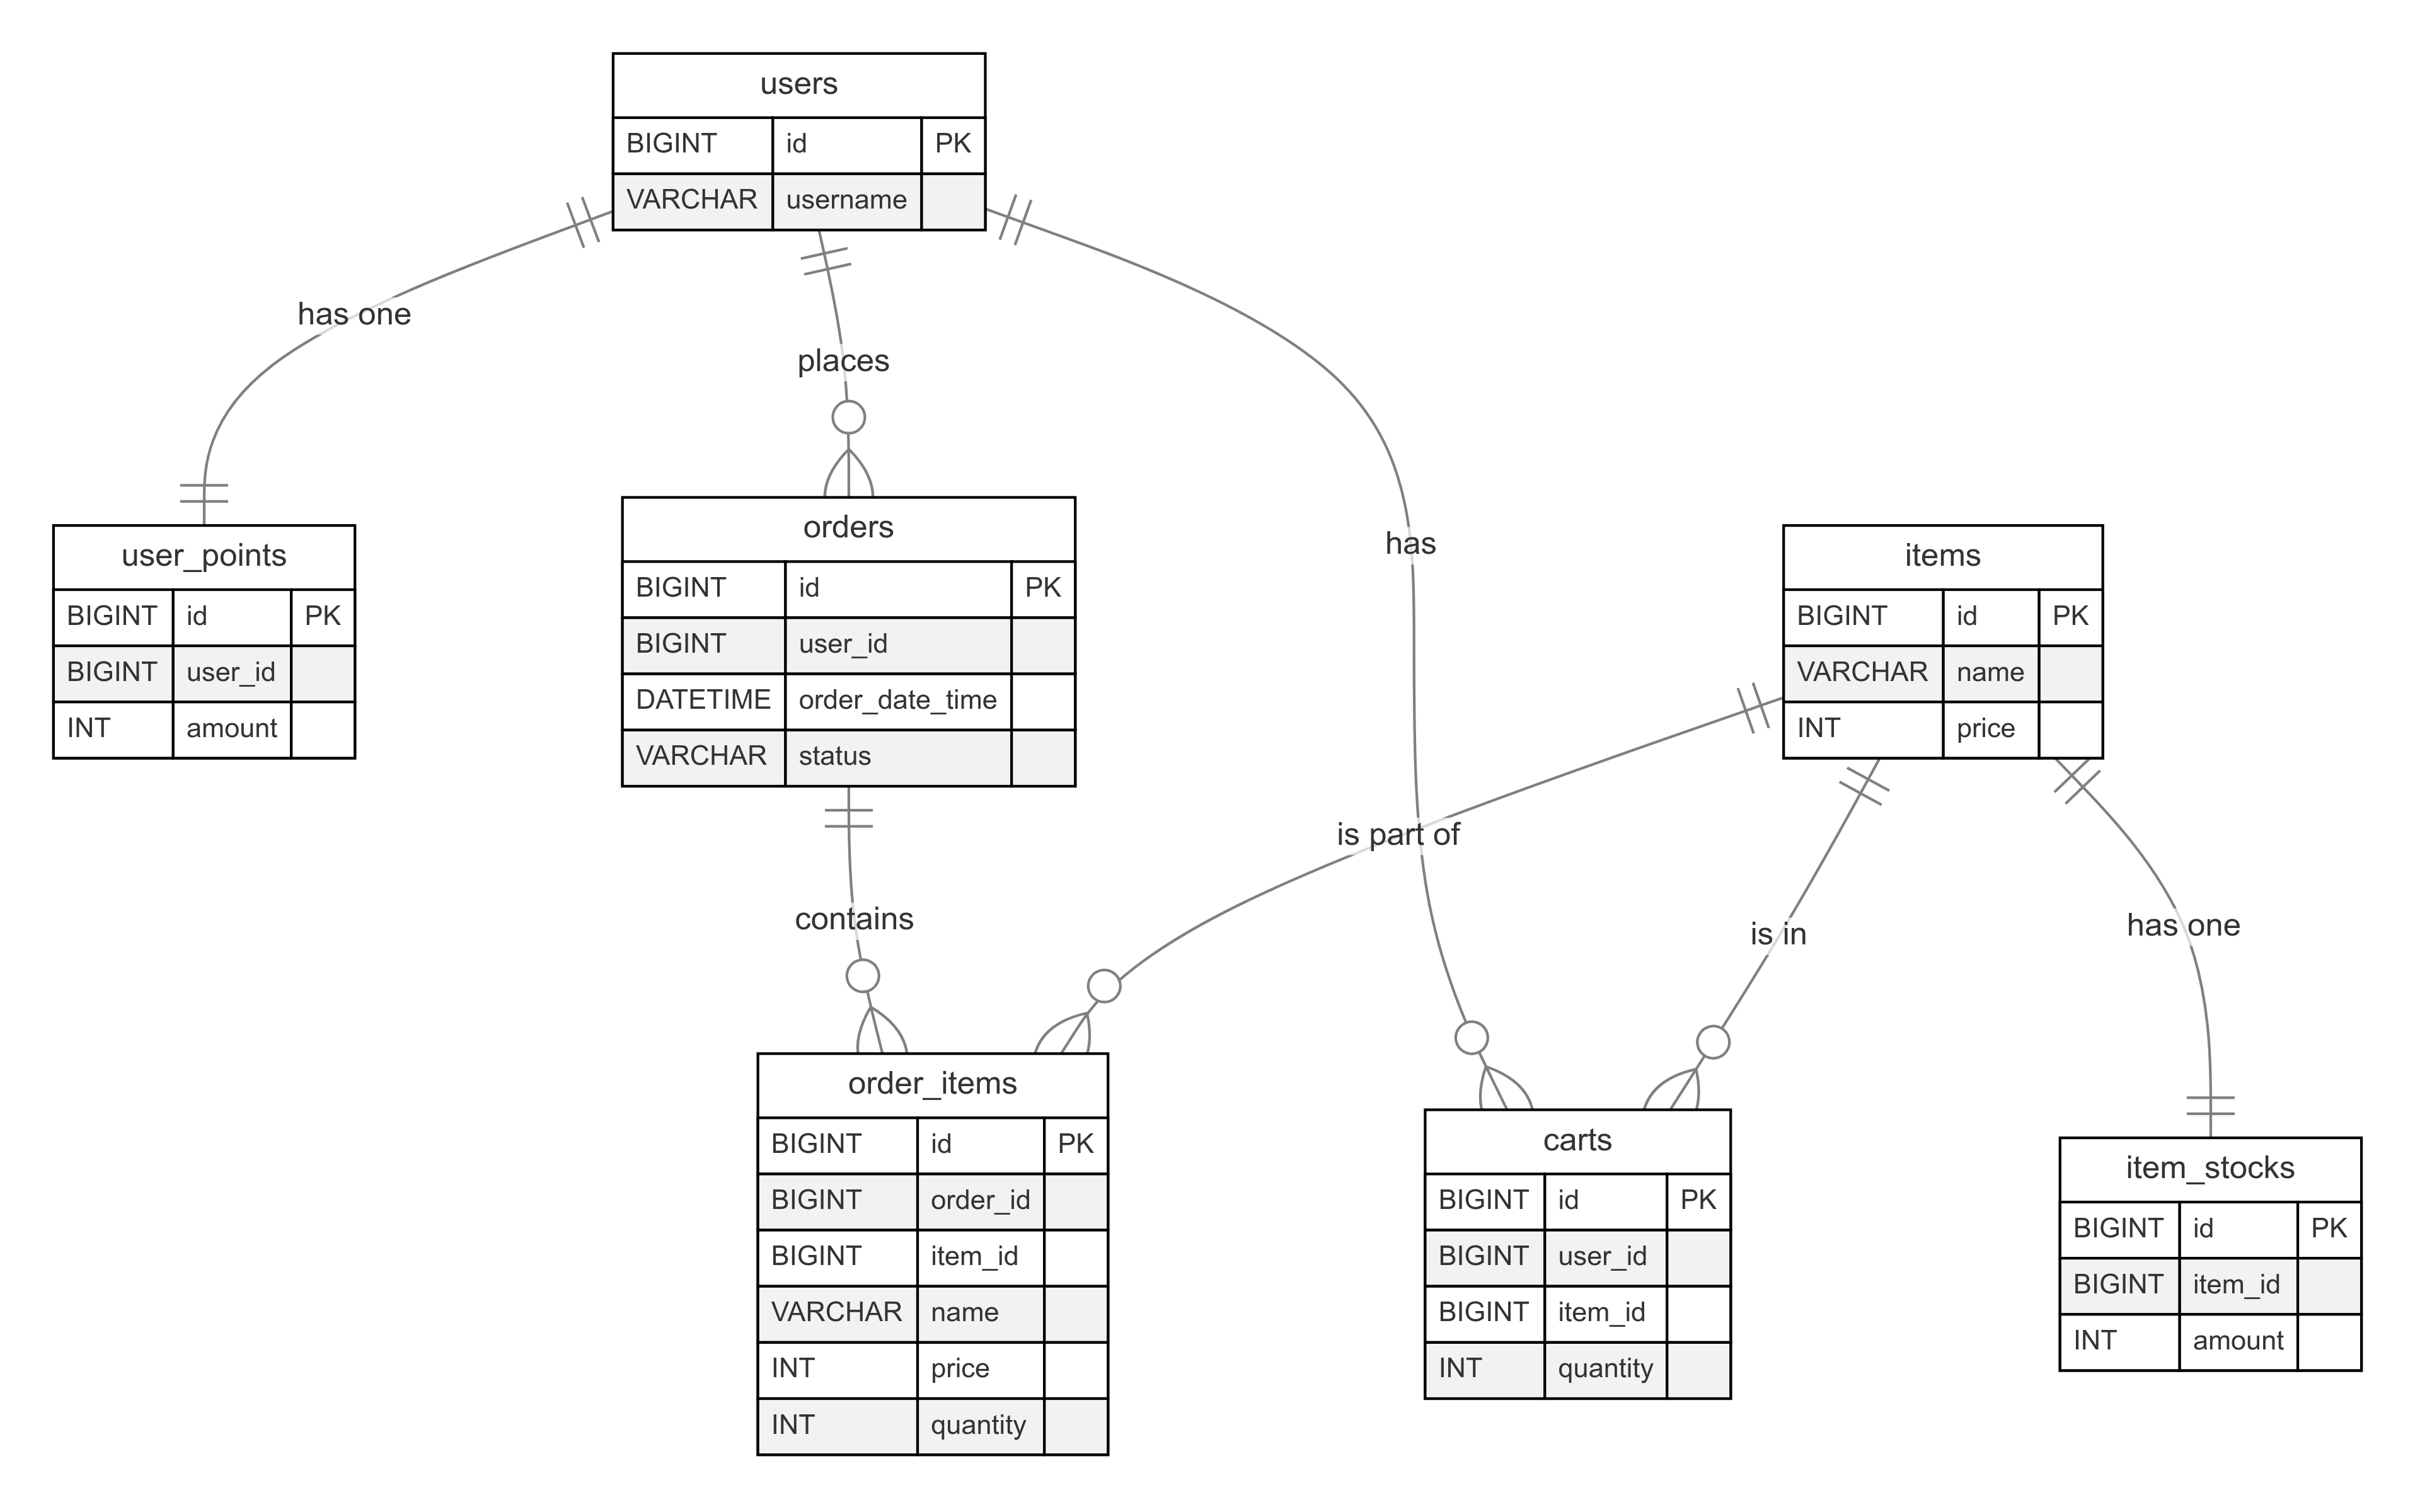 users
BIGINT id PK
VARCHAR username
has one
places
has
user_points
BIGINT id PK
BIGINT user_id
INT amount
orders
BIGINT id PK
BIGINT user_id
DATETIME order_date_time
VARCHAR status
items
BIGINT id PK
VARCHAR name
INT price
contains
is part of
is in
has one
order_items
BIGINT id PK
BIGINT order_id
BIGINT item_id
VARCHAR name
INT price
INT quantity
carts
BIGINT id PK
BIGINT user_id
BIGINT item_id
INT quantity
item_stocks
BIGINT id PK
BIGINT item_id
INT amount